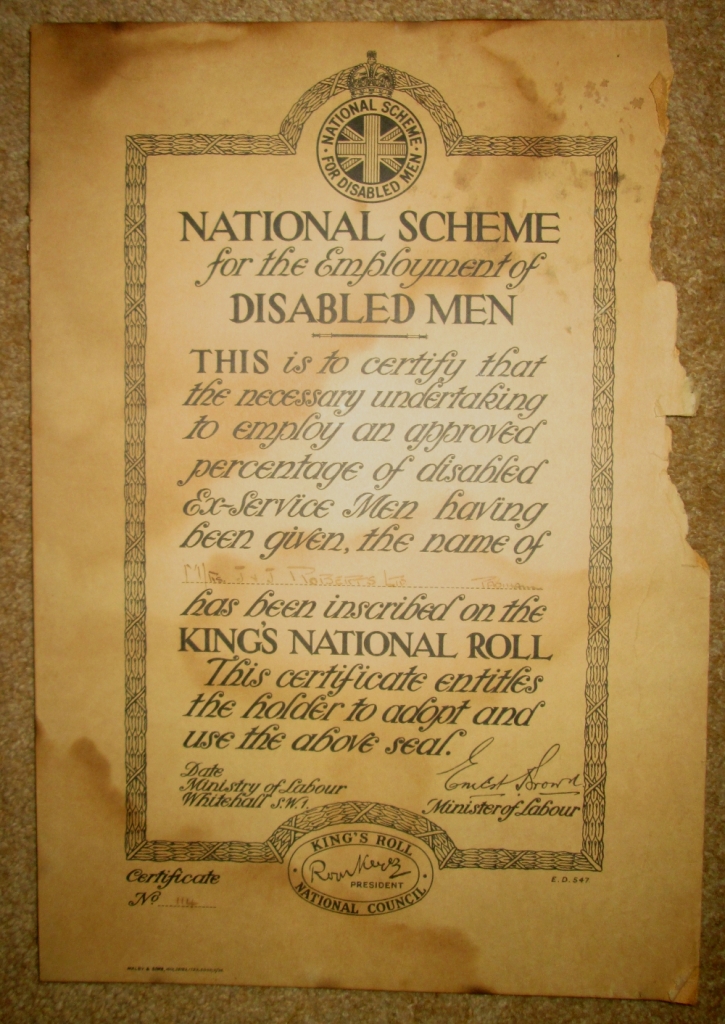 NATIONAL SCHEME
FOR DISABLED MEN
NATIONAL SCHEME
for the Employment of
DISABLED MEN
THIS is to certify that
the necessary undertaking
to employ an approved
percentage of disabled
Ex-Service Men having
been given, the name of
has been inscribed on the
KING'S NATIONAL ROLL
This certificate entitles
the holder to adopt and
use the above seal.
Date
Ministry of Labour
Whitehall S.W.1.
Ernest Brown
Minister of Labour
KING'S ROLL
PRESIDENT
NATIONAL COUNCIL
Certificate
No
E.D. 547